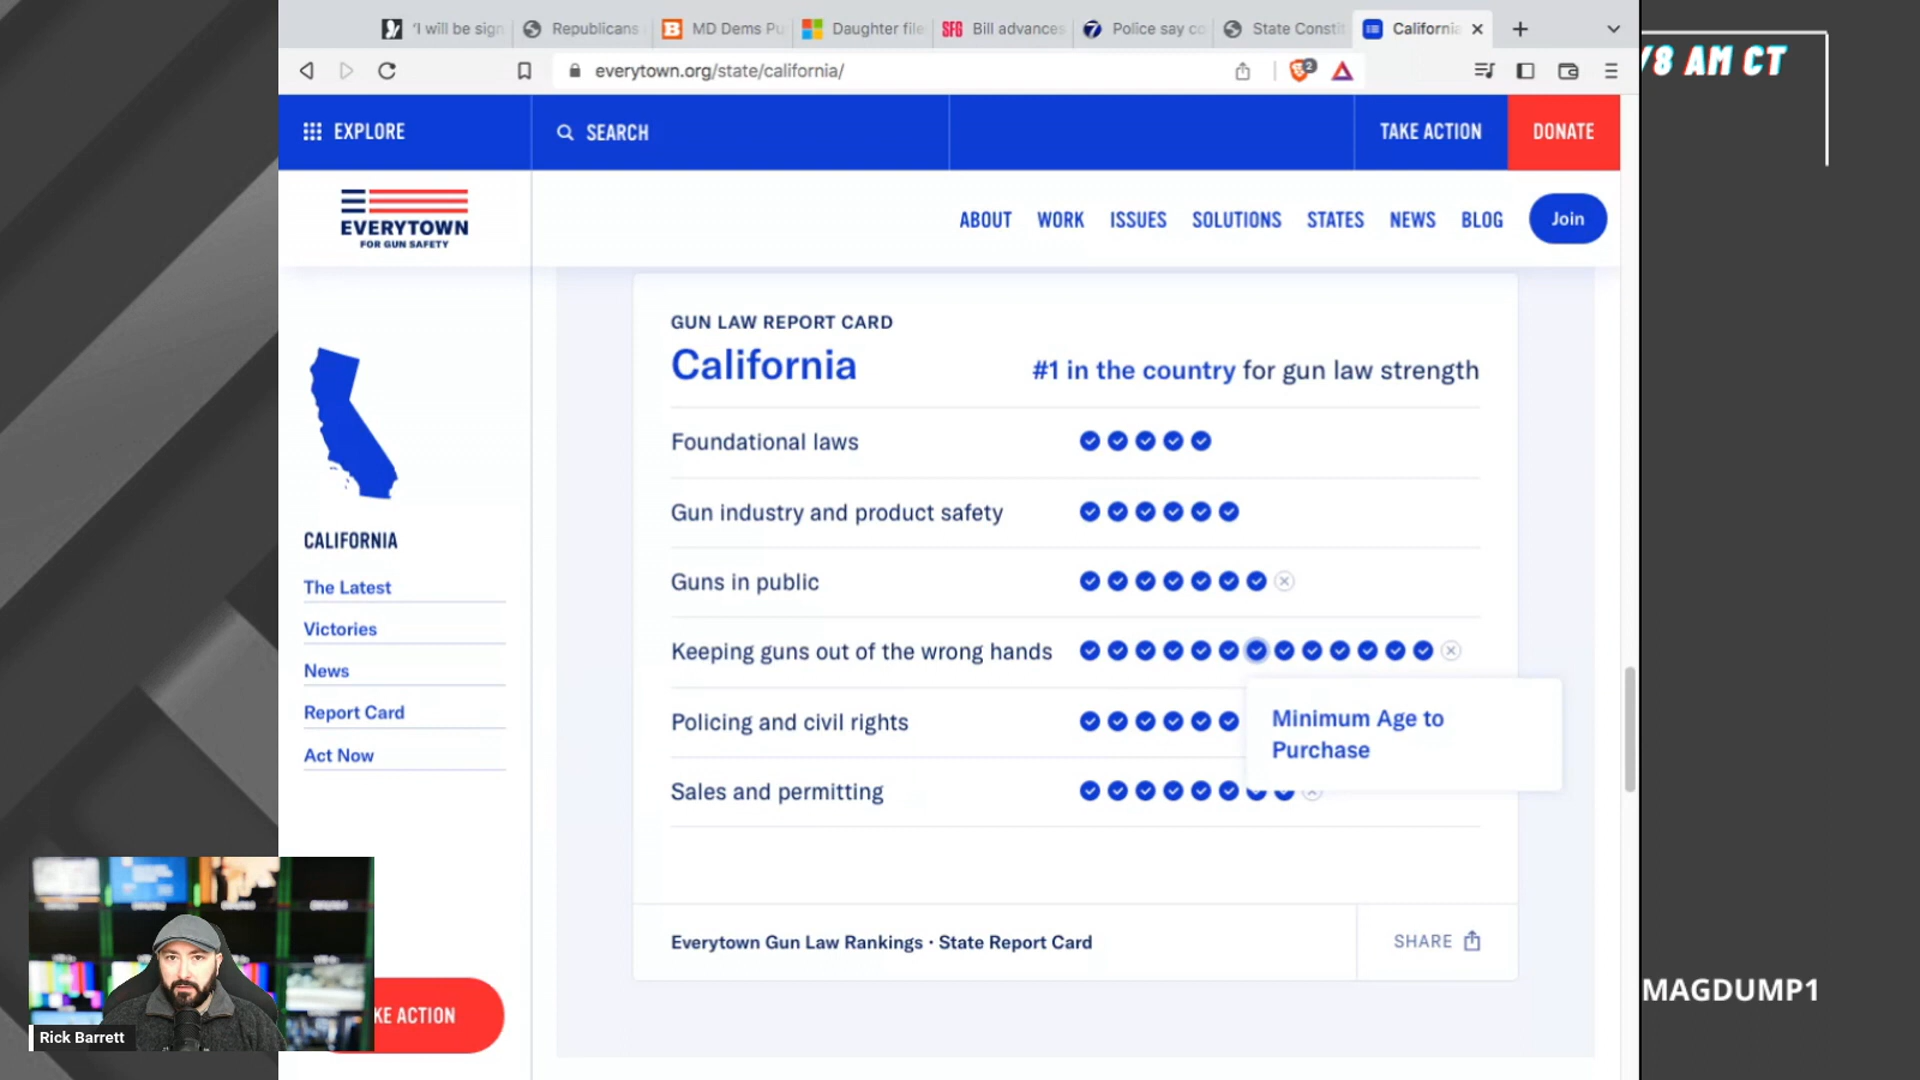 'I will be sign
Republicans
MD Dems Pu
Daughter file
SFG
Bill advances
Police say co
State Constit
California
everytown.org/state/california/
2
/8 AM CT
EXPLORE
SEARCH
TAKE ACTION
DONATE
EVERYTOWN
FOR GUN SAFETY
ABOUT
WORK
ISSUES
SOLUTIONS
STATES
NEWS
BLOG
Join
GUN LAW REPORT CARD
California
#1 in the country for gun law strength
Foundational laws
Gun industry and product safety
Guns in public
Keeping guns out of the wrong hands
Minimum Age to
Purchase
Policing and civil rights
Sales and permitting
CALIFORNIA
The Latest
Victories
News
Report Card
Act Now
Everytown Gun Law Rankings · State Report Card
SHARE
KE ACTION
Rick Barrett
MAGDUMP1